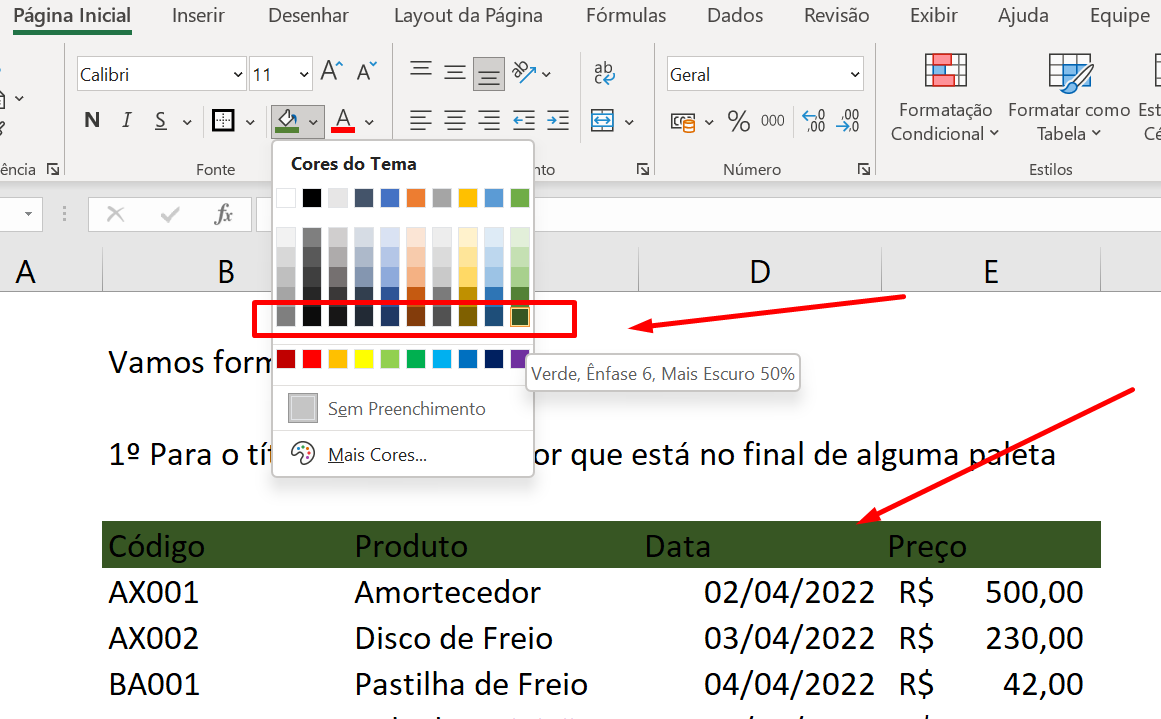 Página Inicial Inserir Desenhar Layout da Página Fórmulas Dados Revisão Exibir Ajuda Equipe
Calibri 11 A A ab Geral
N I S A % 000 ,00 ,00
Formatação Condicional
Formatar como Tabela
Fonte Número Estilos
Cores do Tema
fx
A B D E
Vamos
Verde, Ênfase 6, Mais Escuro 50%
Sem Preenchimento
Mais Cores...
1º Para o que está no final de alguma paleta
Código Produto Data Preço
AX001 Amortecedor 02/04/2022 R$ 500,00
AX002 Disco de Freio 03/04/2022 R$ 230,00
BA001 Pastilha de Freio 04/04/2022 R$ 42,00